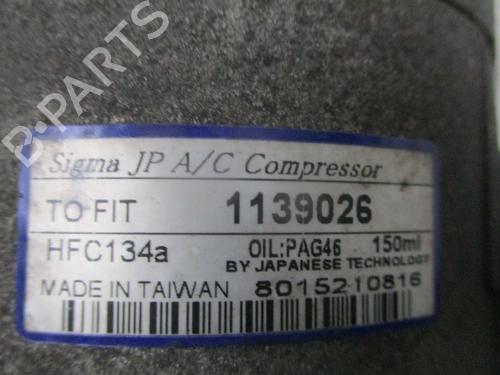 B-PARTS
Sigma JP A/C Compressor
TO FIT 1139026
HFC134a OIL:PAG46 150ml
BY JAPANESE TECHNOLOGY
MADE IN TAIWAN 8015210816